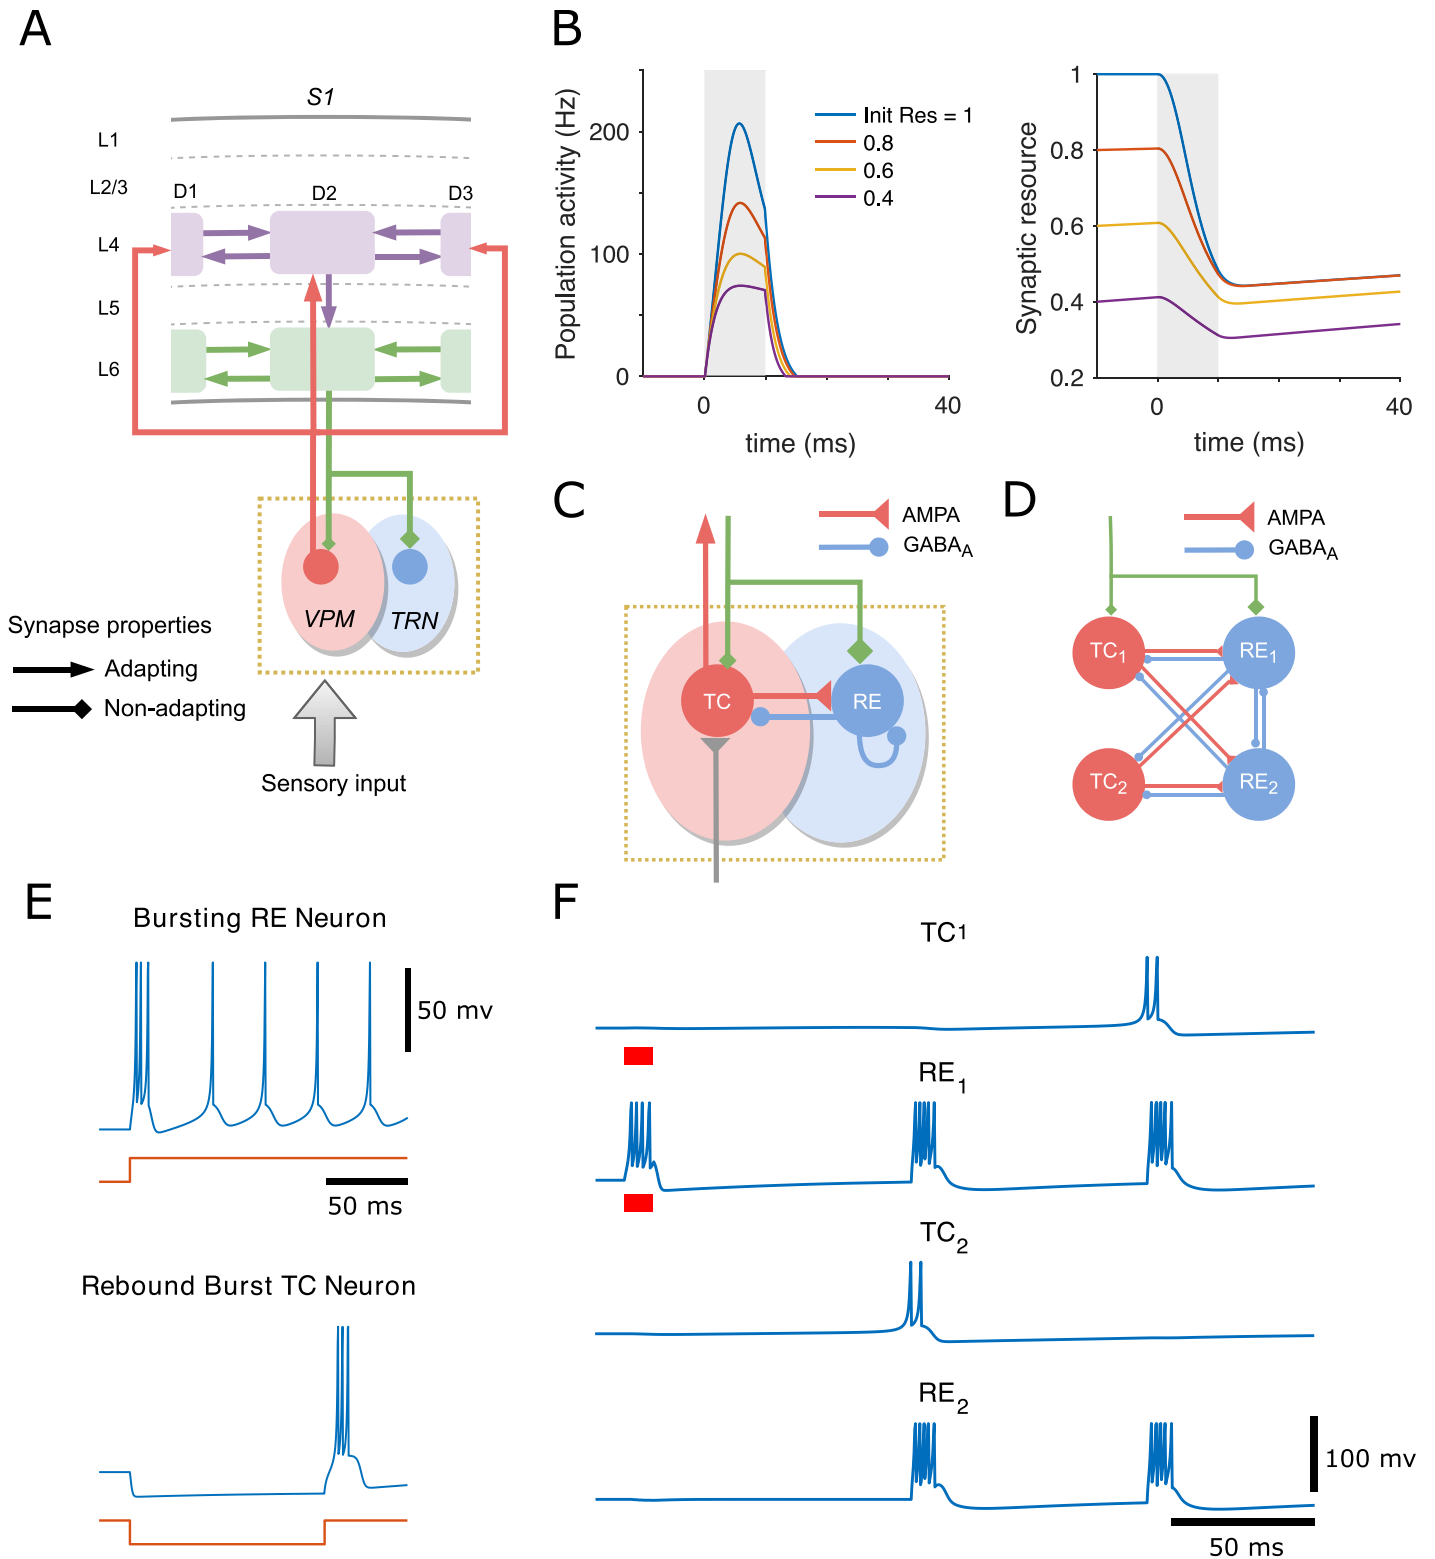 A
S1
L1
L2/3
D1
D2
D3
L4
L5
L6
VPM
TRN
Synapse properties
Adapting
Non-adapting
Sensory input
B
Population activity (Hz)
200
100
0
0
40
time (ms)
Init Res = 1
0.8
0.6
0.4
Synaptic resource
1
0.8
0.6
0.4
0.2
0
40
time (ms)
C
AMPA
GABAA
TC
RE
D
AMPA
GABAA
TC1
RE1
TC2
RE2
E
Bursting RE Neuron
50 mv
50 ms
Rebound Burst TC Neuron
F
TC1
RE1
TC2
RE2
100 mv
50 ms